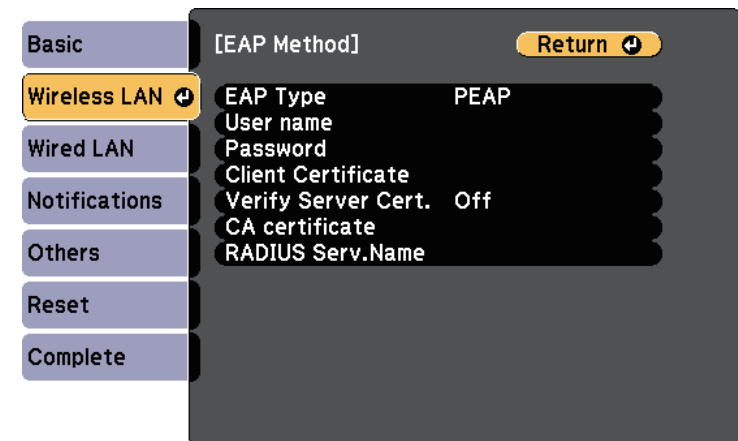 Basic
Wireless LAN
Wired LAN
Notifications
Others
Reset
Complete
[EAP Method]
Return
EAP Type PEAP
User name
Password
Client Certificate
Verify Server Cert. Off
CA certificate
RADIUS Serv.Name